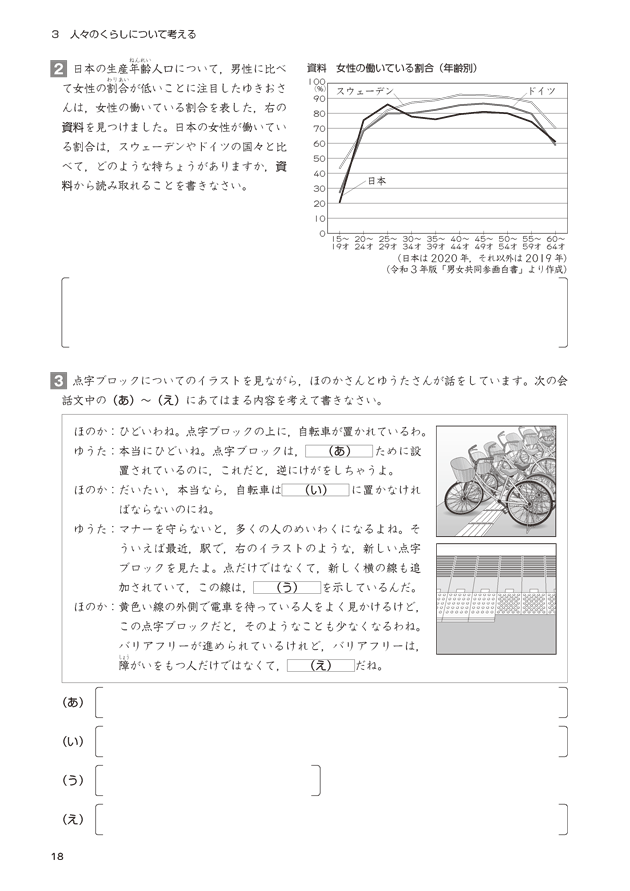 3 人々のくらしについて考える
2 日本の生産年齢人口について，男性に比べ
ねんれい
て女性の割合が低いことに注目したゆきおさ
わりあい
んは，女性の働いている割合を表した，右の
資料を見つけました。日本の女性が働いてい
る割合は，スウェーデンやドイツの国々と比
べて，どのような特ちょうがありますか，資
料から読み取れることを書きなさい。
資料 女性の働いている割合（年齢別）
(%)
100
90
80
70
60
50
40
30
20
10
0
スウェーデン
ドイツ
日本
15～19才
20～24才
25～29才
30～34才
35～39才
40～44才
45～49才
50～54才
55～59才
60～64才
（日本は2020年，それ以外は2019年）
（令和3年版「男女共同参画白書」より作成）
3 点字ブロックについてのイラストを見ながら，ほのかさんとゆうたさんが話をしています。次の会
話文中の（あ）～（え）にあてはまる内容を考えて書きなさい。
ほのか：ひどいわね。点字ブロックの上に，自転車が置かれているわ。
ゆうた：本当にひどいね。点字ブロックは，（あ）ために設
置されているのに，これだと，逆にけがをしちゃうよ。
ほのか：だいたい，本当なら，自転車は（い）に置かなけれ
ばならないのにね。
ゆうた：マナーを守らないと，多くの人のめいわくになるよね。そ
ういえば最近，駅で，右のイラストのような，新しい点字
ブロックを見たよ。点だけではなくて，新しく横の線も追
加されていて，この線は，（う）を示しているんだ。
ほのか：黄色い線の外側で電車を待っている人をよく見かけるけど，
この点字ブロックだと，そのようなことも少なくなるわね。
バリアフリーが進められているけれど，バリアフリーは，
障がいをもつ人だけではなくて，（え）だね。
しょう
（あ）
（い）
（う）
（え）
18